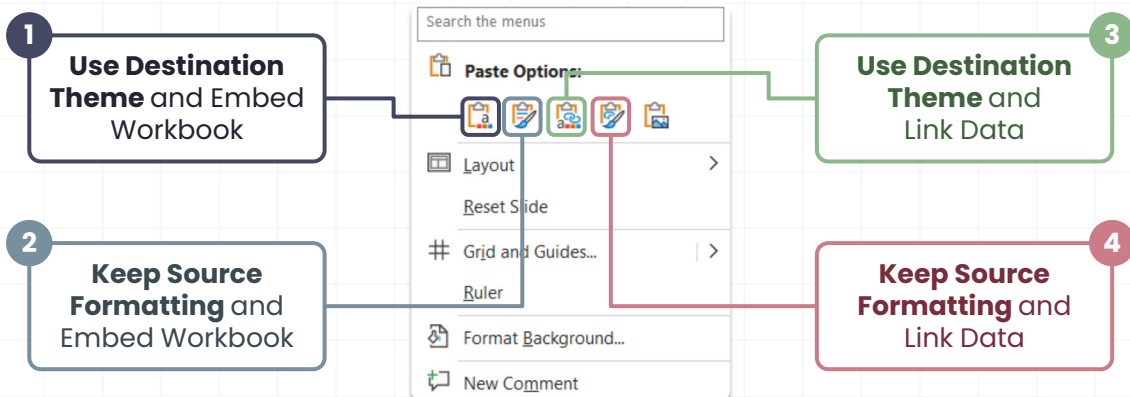 Search the menus
1
Use Destination
Theme and Embed
Workbook
Paste Options:
3
Use Destination
Theme and
Link Data
a
a
Layout
Reset Slide
2
Keep Source
Formatting and
Embed Workbook
Grid and Guides...
Ruler
4
Keep Source
Formatting and
Link Data
Format Background...
New Comment